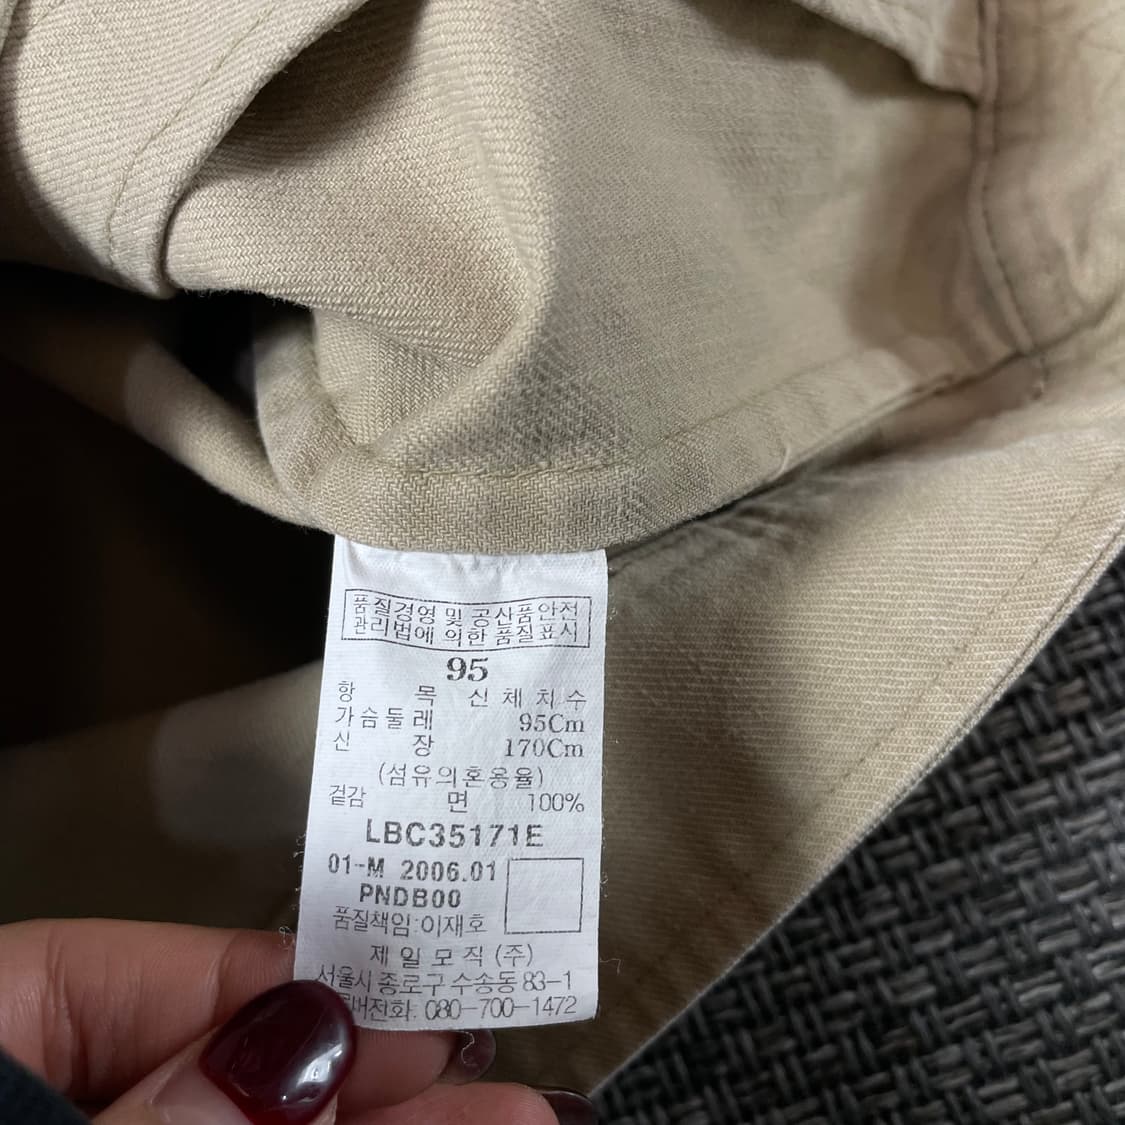 품질경영 및 공산품안전
관리법에 의한 품질표시
95
항 목 신체치수
가슴둘레 95Cm
신 장 170Cm
(섬유의혼용율)
겉감 면 100%
LBC35171E
01-M 2006.01
PNDB00
품질책임:이재호
제일모직(주)
서울시 종로구 수송동 83-1
080-700-1472